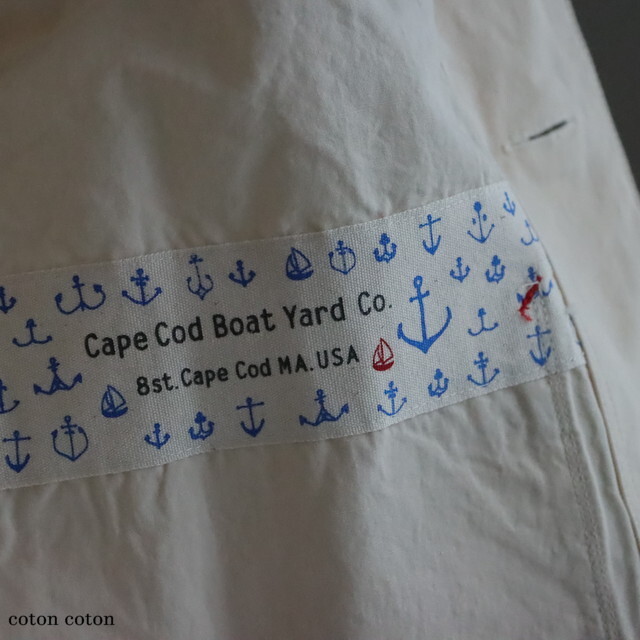 Cape Cod Boat Yard Co.
8st. Cape Cod MA. USA
coton coton